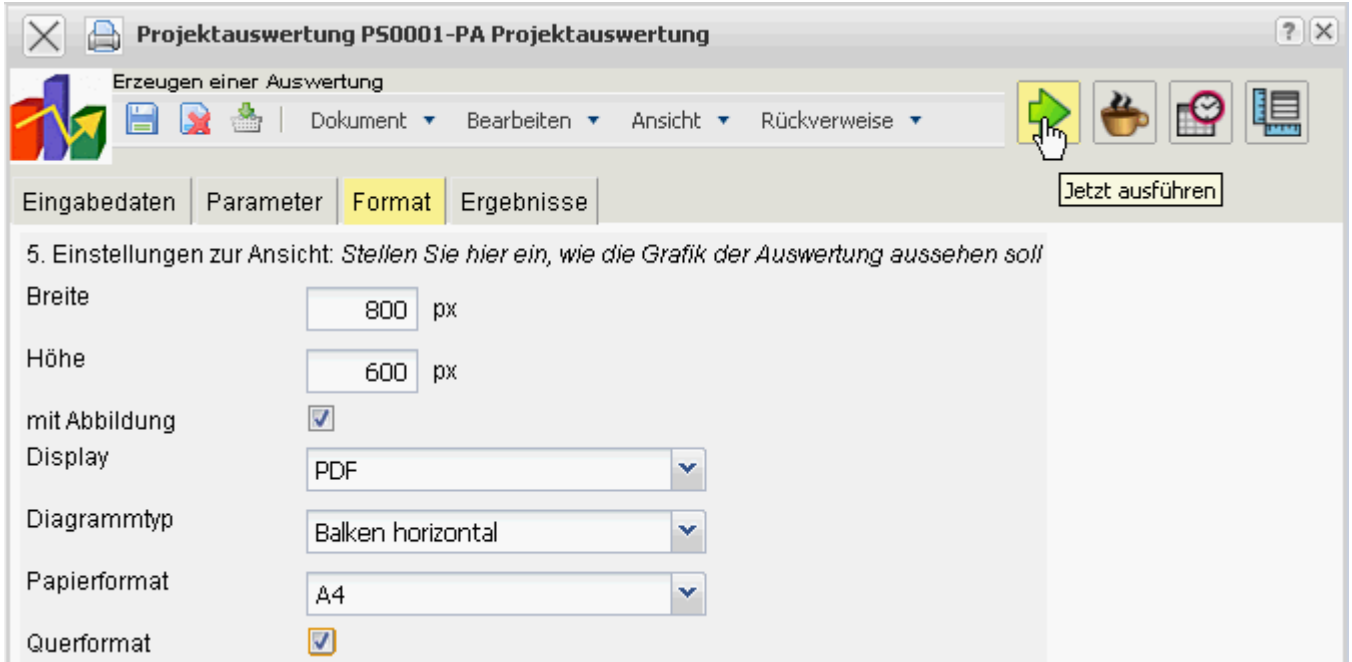 Projektauswertung PS0001-PA Projektauswertung
Erzeugen einer Auswertung
Dokument Bearbeiten Ansicht Rückverweise
Jetzt ausführen
Eingabedaten Parameter Format Ergebnisse
5. Einstellungen zur Ansicht: Stellen Sie hier ein, wie die Grafik der Auswertung aussehen soll
Breite 800 px
Höhe 600 px
mit Abbildung
Display PDF
Diagrammtyp Balken horizontal
Papierformat A4
Querformat